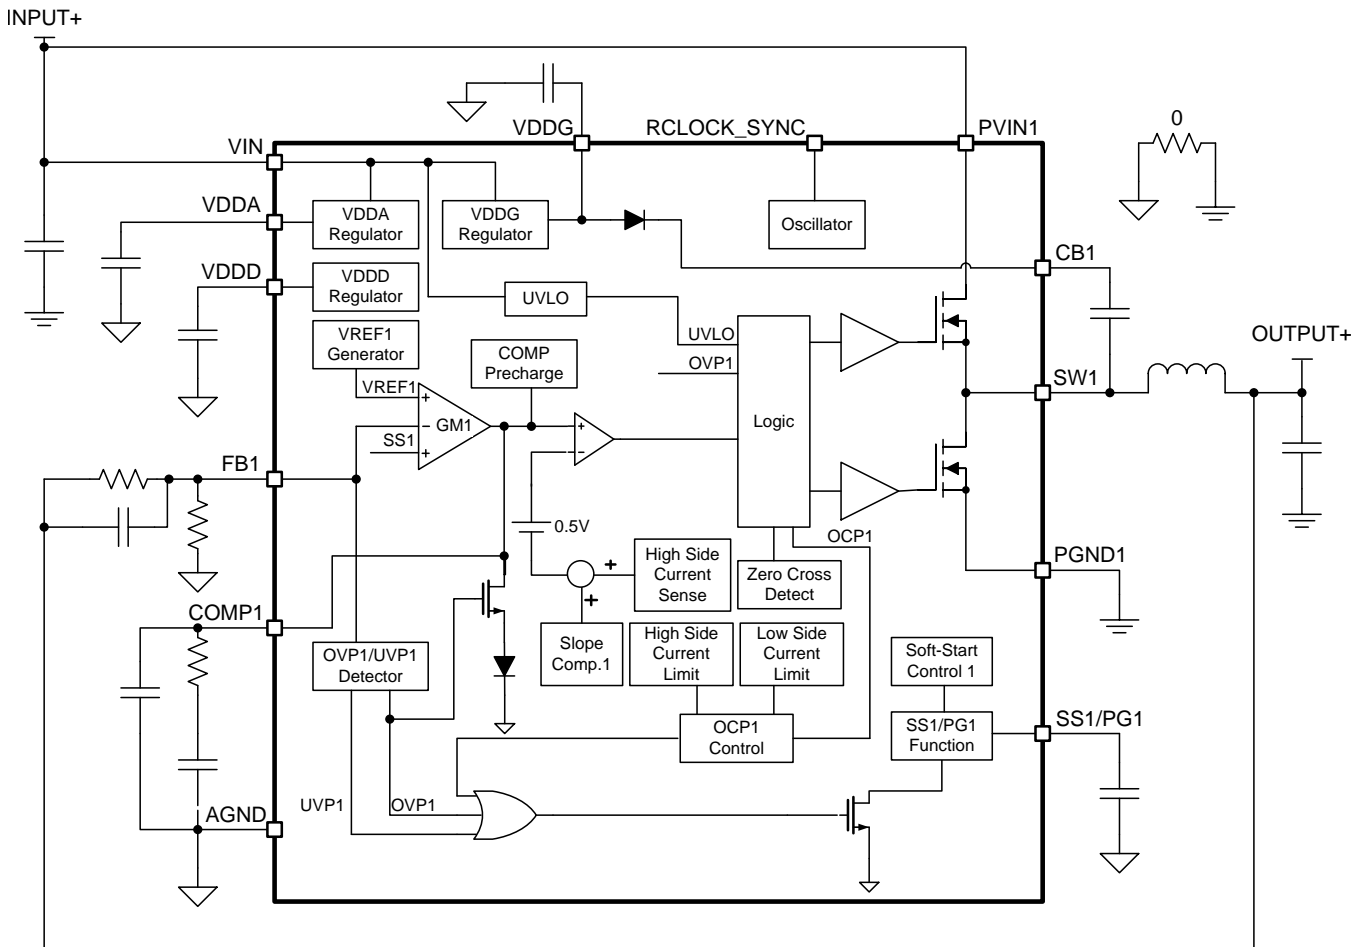 INPUT+
VDDG
RCLOCK_SYNC
PVIN1
0
VIN
VDDA
VDDA
Regulator
VDDG
Regulator
Oscillator
CB1
VDDD
VDDD
Regulator
UVLO
VREF1
Generator
COMP
Precharge
UVLO
OVP1
OUTPUT+
VREF1
+
-
GM1
SS1
+
+
-
Logic
SW1
FB1
0.5V
OCP1
High Side
Current
Sense
+
+
Zero Cross
Detect
PGND1
COMP1
Slope
Comp.1
High Side
Current
Limit
Low Side
Current
Limit
Soft-Start
Control 1
OVP1/UVP1
Detector
OCP1
Control
SS1/PG1
Function
SS1/PG1
UVP1
OVP1
AGND